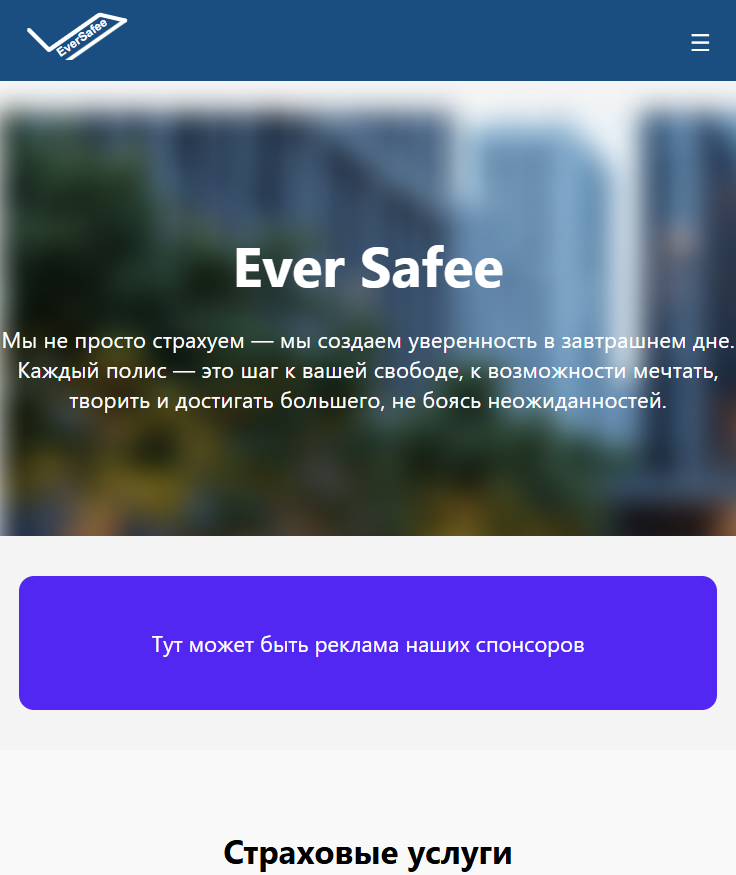 EverSafee
☰
Ever Safee
Мы не просто страхуем — мы создаем уверенность в завтрашнем дне.
Каждый полис — это шаг к вашей свободе, к возможности мечтать,
творить и достигать большего, не боясь неожиданностей.
Тут может быть реклама наших спонсоров
Страховые услуги